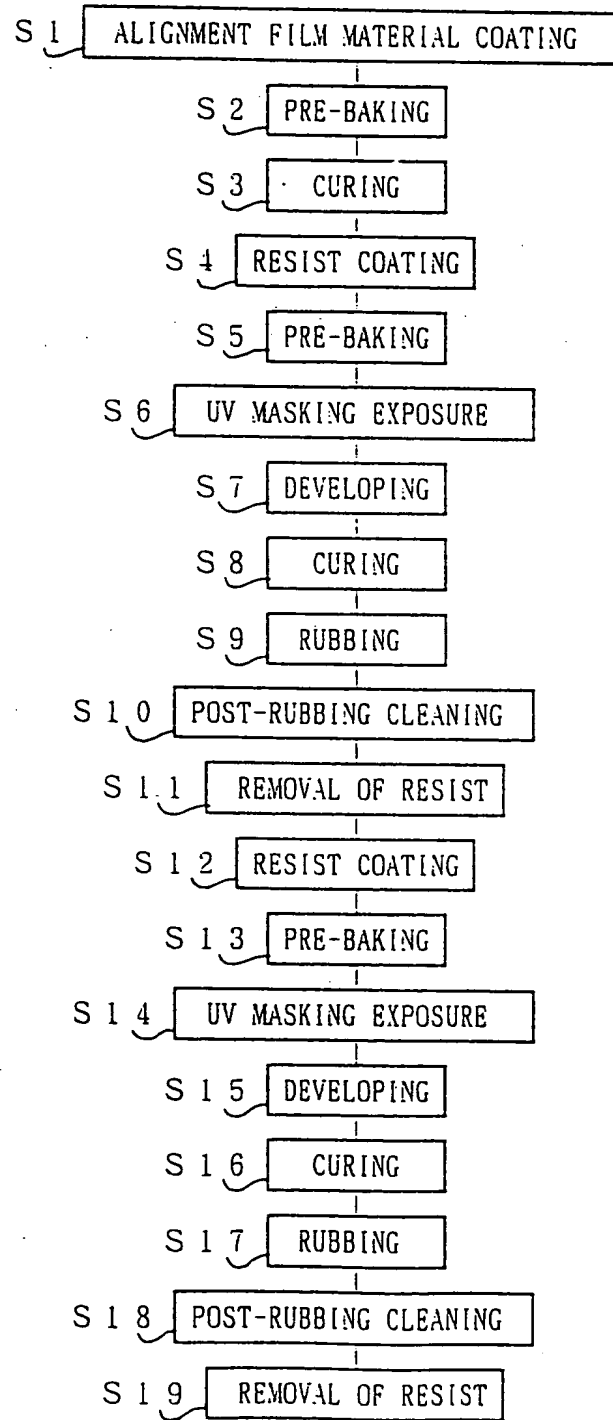 S1 ALIGNMENT FILM MATERIAL COATING
S2 PRE-BAKING
S3 CURING
S4 RESIST COATING
S5 PRE-BAKING
S6 UV MASKING EXPOSURE
S7 DEVELOPING
S8 CURING
S9 RUBBING
S10 POST-RUBBING CLEANING
S11 REMOVAL OF RESIST
S12 RESIST COATING
S13 PRE-BAKING
S14 UV MASKING EXPOSURE
S15 DEVELOPING
S16 CURING
S17 RUBBING
S18 POST-RUBBING CLEANING
S19 REMOVAL OF RESIST